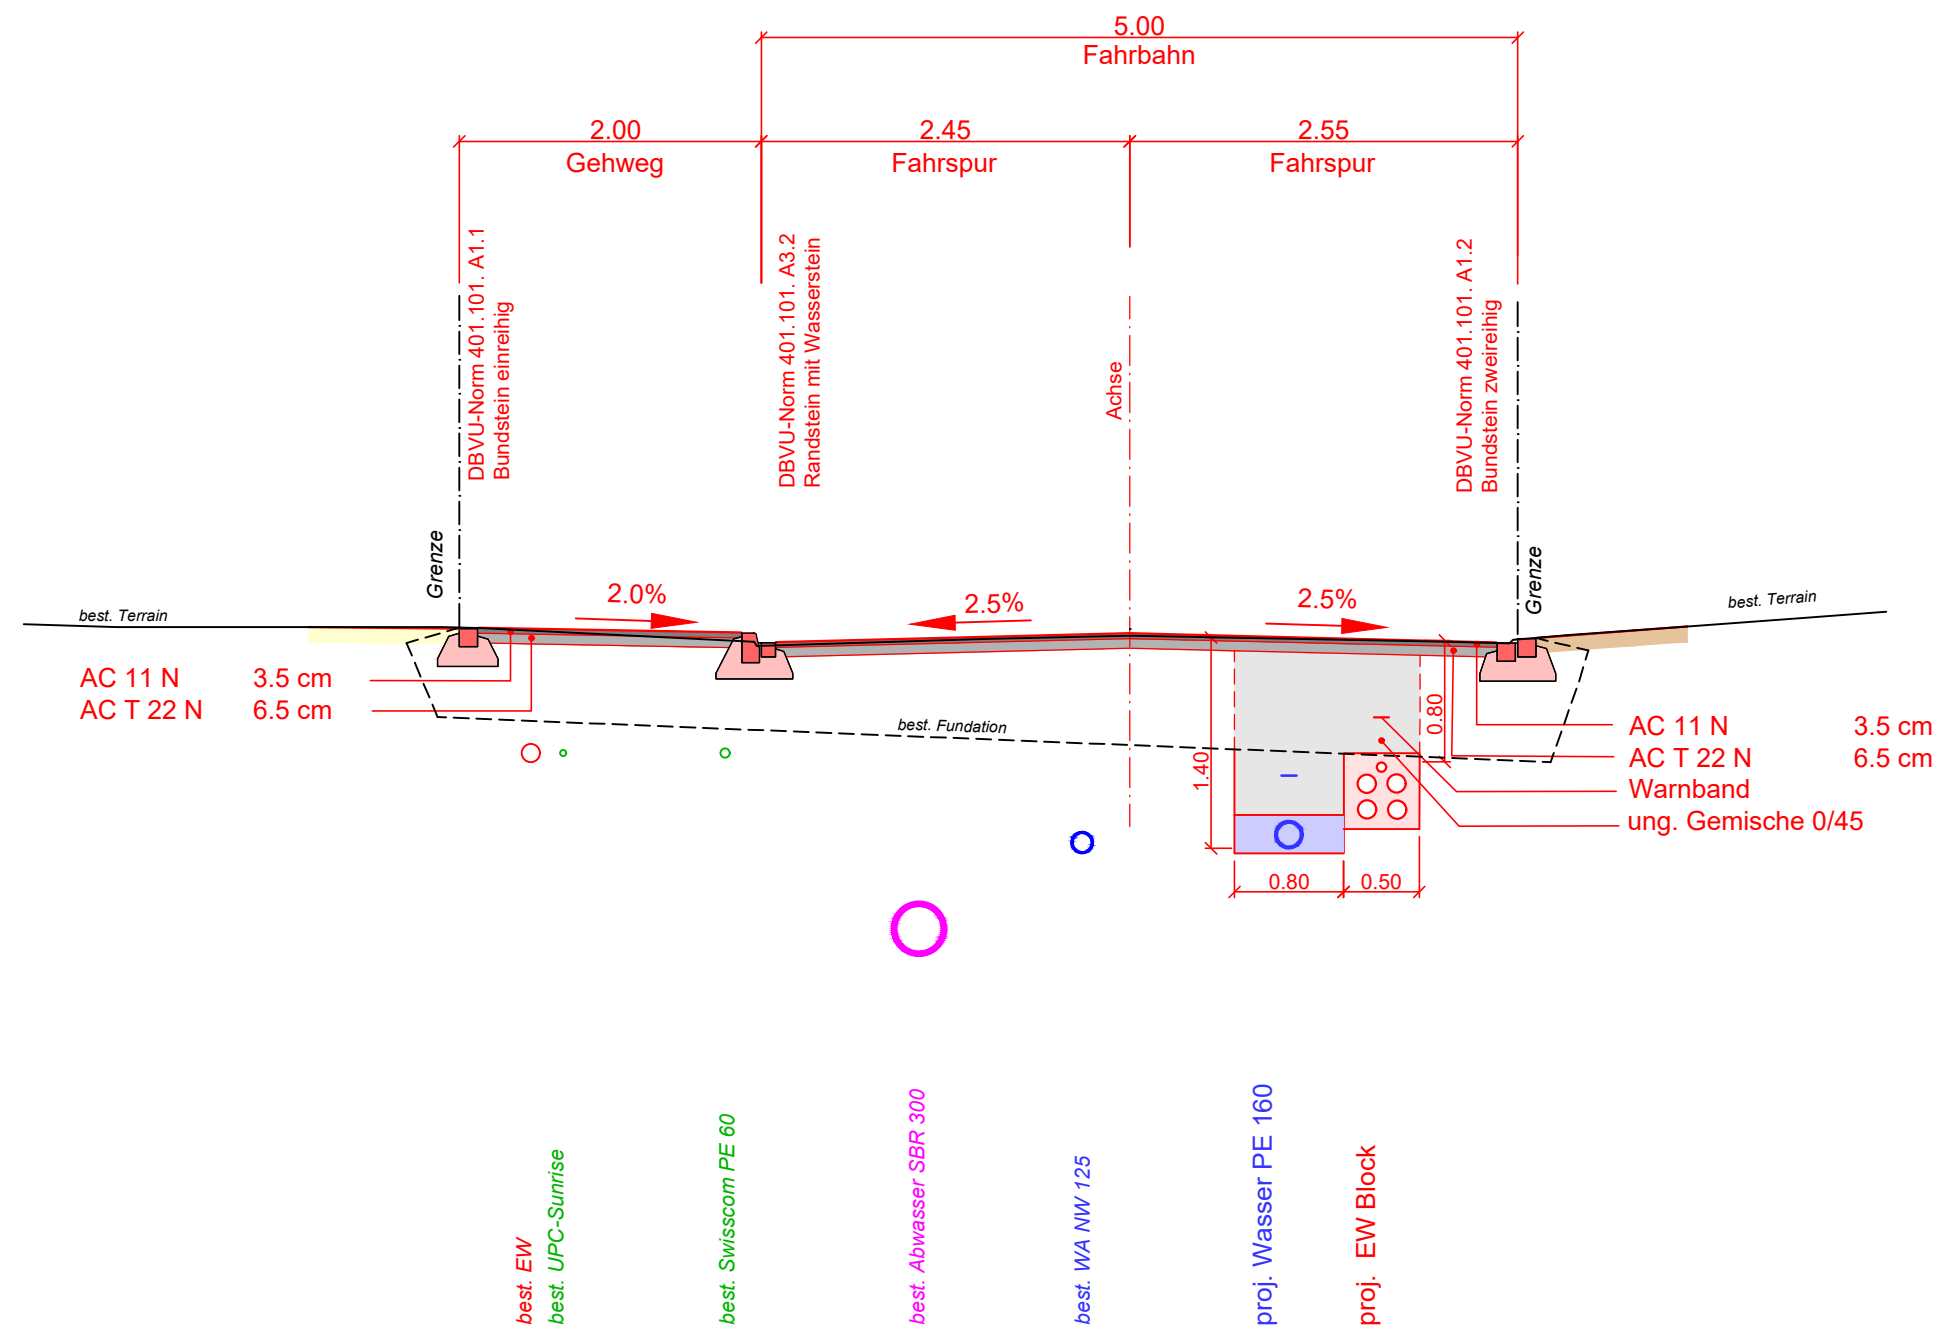 5.00
Fahrbahn
2.00
Gehweg
2.45
Fahrspur
2.55
Fahrspur
DBVU-Norm 401.101. A1.1
Bundstein einreihig
DBVU-Norm 401.101. A3.2
Randstein mit Wasserstein
Achse
DBVU-Norm 401.101. A1.2
Bundstein zweireihig
Grenze
Grenze
best. Terrain
2.0%
2.5%
2.5%
best. Terrain
AC 11 N 3.5 cm
AC T 22 N 6.5 cm
best. Fundation
1.40
0.80
AC 11 N 3.5 cm
AC T 22 N 6.5 cm
Warnband
ung. Gemische 0/45
0.80
0.50
best. EW
best. UPC-Sunrise
best. Swisscom PE 60
best. Abwasser SBR 300
best. WA NW 125
proj. Wasser PE 160
proj. EW Block